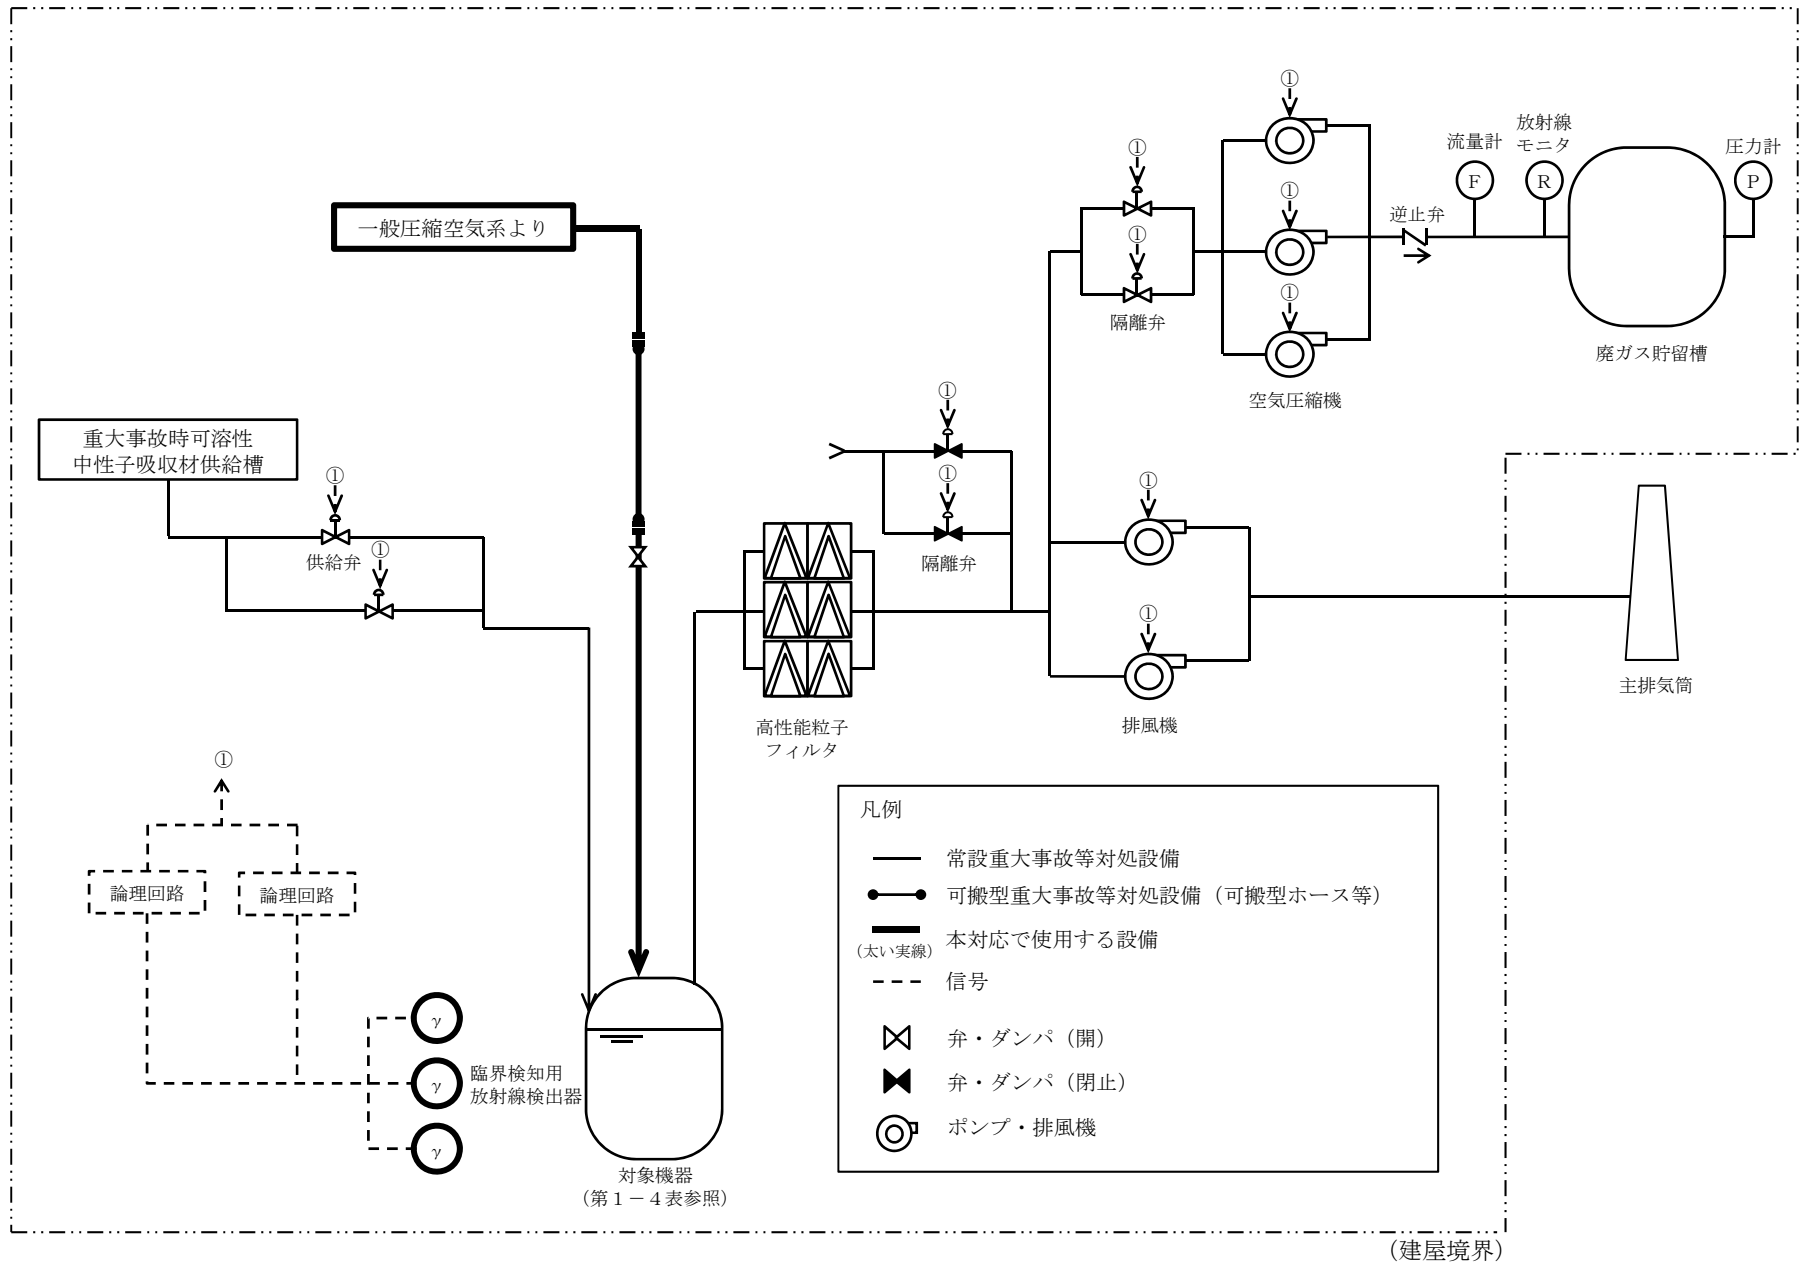 ①
①
放射線
モニタ
流量計
圧力計
F
R
P
①
①
逆止弁
一般圧縮空気系より
①
①
隔離弁
廃ガス貯留槽
空気圧縮機
①
重大事故時可溶性
中性子吸収材供給槽
①
①
①
供給弁
①
隔離弁
①
主排気筒
高性能粒子
フィルタ
排風機
①
論理回路
論理回路
凡例
常設重大事故等対処設備
可搬型重大事故等対処設備（可搬型ホース等）
本対応で使用する設備
（太い実線）
信号
弁・ダンパ（開）
弁・ダンパ（閉止）
ポンプ・排風機
γ
γ
γ
臨界検知用
放射線検出器
対象機器
（第１－４表参照）
（建屋境界）